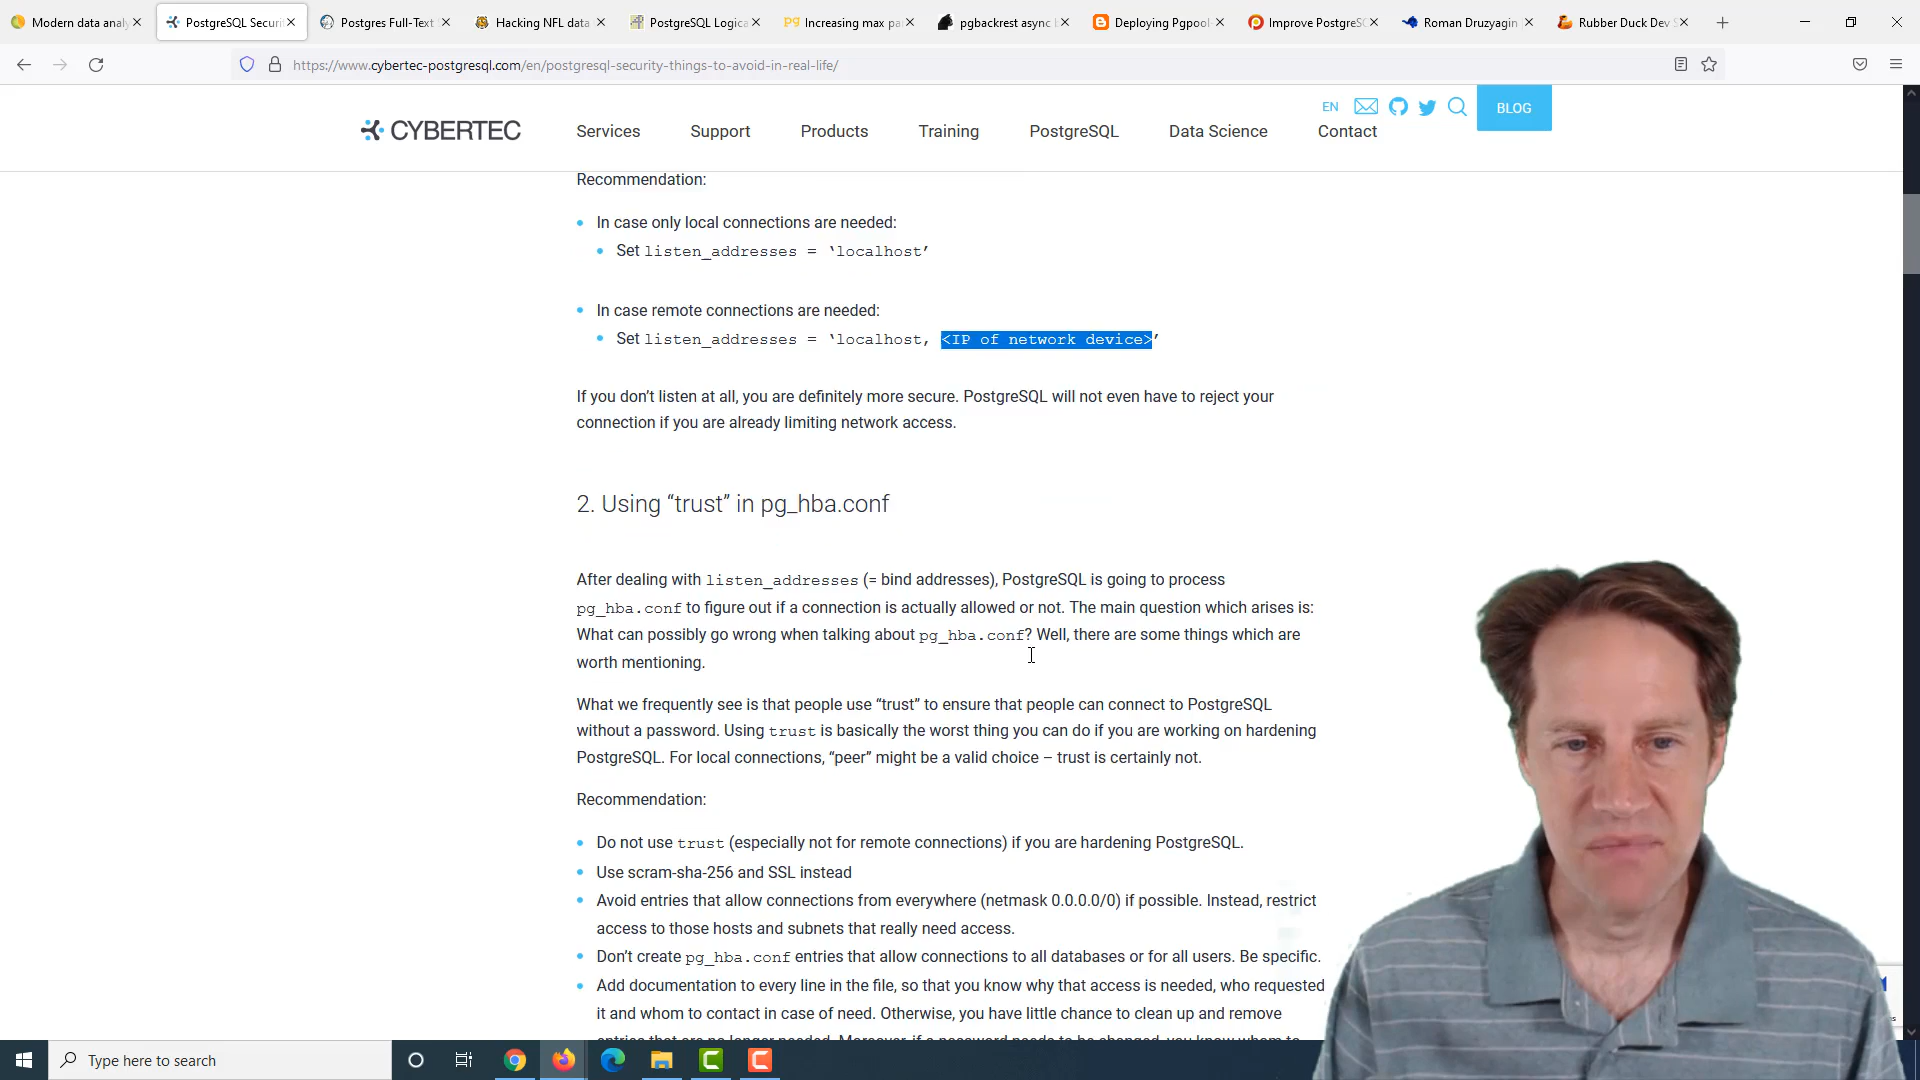 Modern data analy
PostgreSQL Securit
Postgres Full-Text
Hacking NFL data
PostgreSQL Logica
Increasing max pa
pgbackrest async
Deploying Pgpool-
Improve PostgreSQ
Roman Druzyagin
Rubber Duck Dev S
https://www.cybertec-postgresql.com/en/postgresql-security-things-to-avoid-in-real-life/
EN
BLOG
CYBERTEC
Services
Support
Products
Training
PostgreSQL
Data Science
Contact
Recommendation:
In case only local connections are needed:
Set listen_addresses = ‘localhost’
In case remote connections are needed:
Set listen_addresses = ‘localhost, <IP of network device>’
If you don’t listen at all, you are definitely more secure. PostgreSQL will not even have to reject your
connection if you are already limiting network access.
2. Using “trust” in pg_hba.conf
After dealing with listen_addresses (= bind addresses), PostgreSQL is going to process
pg_hba.conf to figure out if a connection is actually allowed or not. The main question which arises is:
What can possibly go wrong when talking about pg_hba.conf? Well, there are some things which are
worth mentioning.
What we frequently see is that people use “trust” to ensure that people can connect to PostgreSQL
without a password. Using trust is basically the worst thing you can do if you are working on hardening
PostgreSQL. For local connections, “peer” might be a valid choice – trust is certainly not.
Recommendation:
Do not use trust (especially not for remote connections) if you are hardening PostgreSQL.
Use scram-sha-256 and SSL instead
Avoid entries that allow connections from everywhere (netmask 0.0.0.0/0) if possible. Instead, restrict
access to those hosts and subnets that really need access.
Don’t create pg_hba.conf entries that allow connections to all databases or for all users. Be specific.
Add documentation to every line in the file, so that you know why that access is needed, who requested
it and whom to contact in case of need. Otherwise, you have little chance to clean up and remove
Type here to search